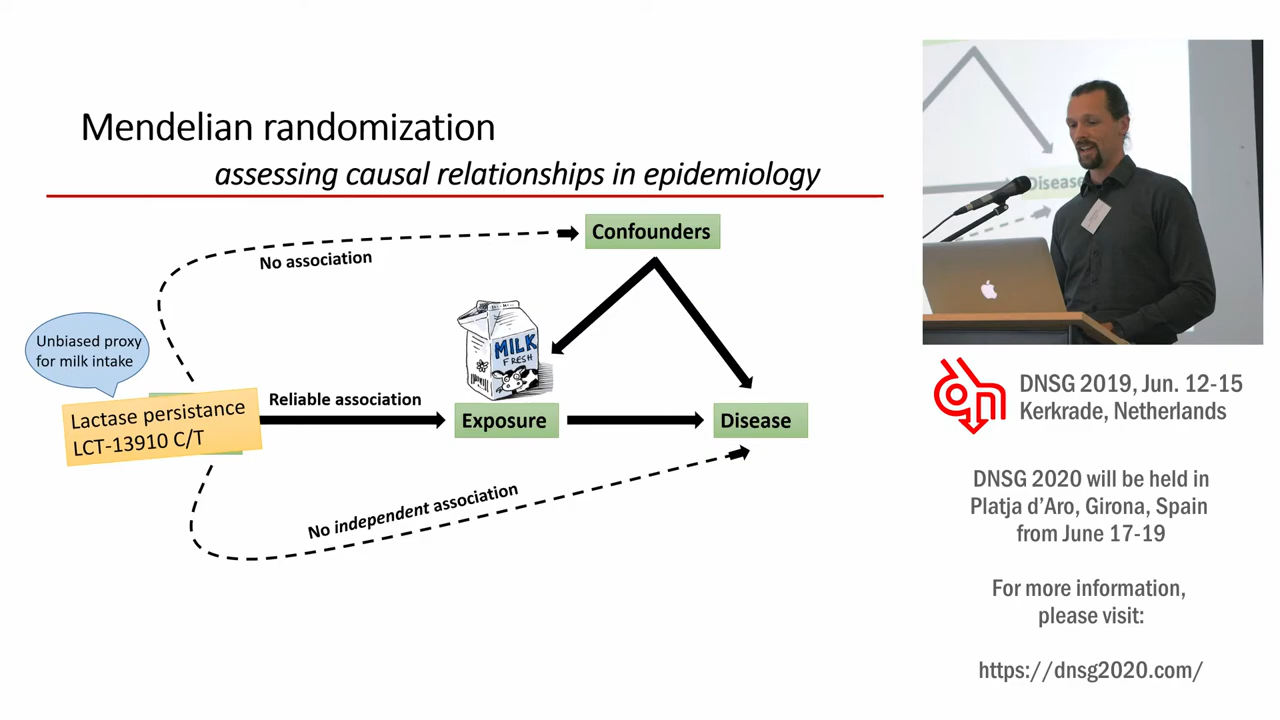 Mendelian randomization
assessing causal relationships in epidemiology
Confounders
No association
Unbiased proxy
for milk intake
MILK
FRESH
Lactase persistance
LCT-13910 C/T
Reliable association
Exposure
Disease
No independent association
Disease
DNSG 2019, Jun. 12-15
Kerkrade, Netherlands
DNSG 2020 will be held in
Platja d’Aro, Girona, Spain
from June 17-19
For more information,
please visit:
https://dnsg2020.com/